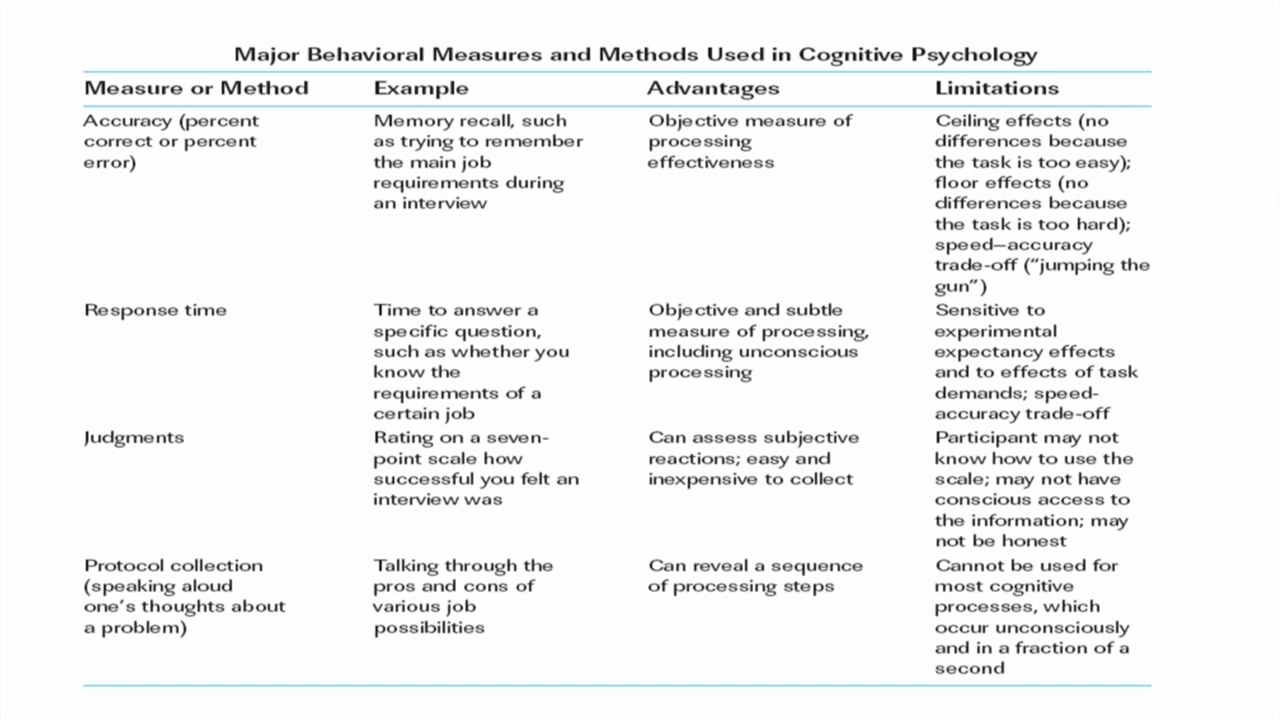 Major Behavioral Measures and Methods Used in Cognitive Psychology
Measure or Method Example Advantages Limitations
Accuracy (percent
correct or percent
error)
Memory recall, such
as trying to remember
the main job
requirements during
an interview
Objective measure of
processing
effectiveness
Ceiling effects (no
differences because
the task is too easy);
floor effects (no
differences because
the task is too hard);
speed–accuracy
trade-off (“jumping the
gun”)
Response time
Time to answer a
specific question,
such as whether you
know the
requirements of a
certain job
Objective and subtle
measure of processing,
including unconscious
processing
Sensitive to
experimental
expectancy effects
and to effects of task
demands; speed-
accuracy trade-off
Judgments
Rating on a seven-
point scale how
successful you felt an
interview was
Can assess subjective
reactions; easy and
inexpensive to collect
Participant may not
know how to use the
scale; may not have
conscious access to
the information; may
not be honest
Protocol collection
(speaking aloud
one’s thoughts about
a problem)
Talking through the
pros and cons of
various job
possibilities
Can reveal a sequence
of processing steps
Cannot be used for
most cognitive
processes, which
occur unconsciously
and in a fraction of a
second